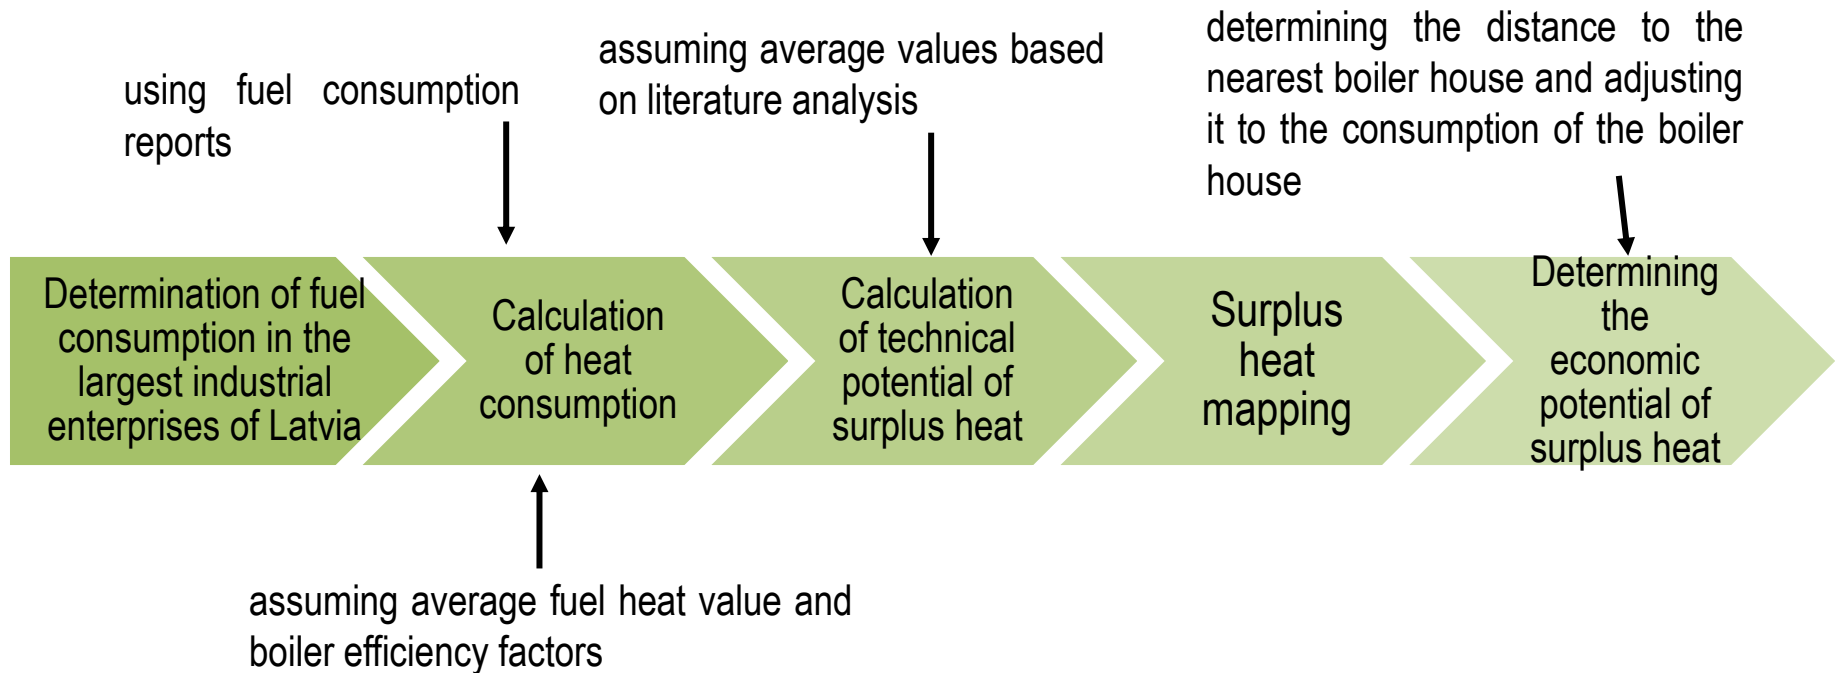 using fuel consumption
reports
assuming average values based
on literature analysis
determining the distance to the
nearest boiler house and adjusting
it to the consumption of the boiler
house
Determination of fuel
consumption in the
largest industrial
enterprises of Latvia
Calculation
of heat
consumption
Calculation
of technical
potential of
surplus heat
Surplus
heat
mapping
Determining
the
economic
potential of
surplus heat
assuming average fuel heat value and
boiler efficiency factors